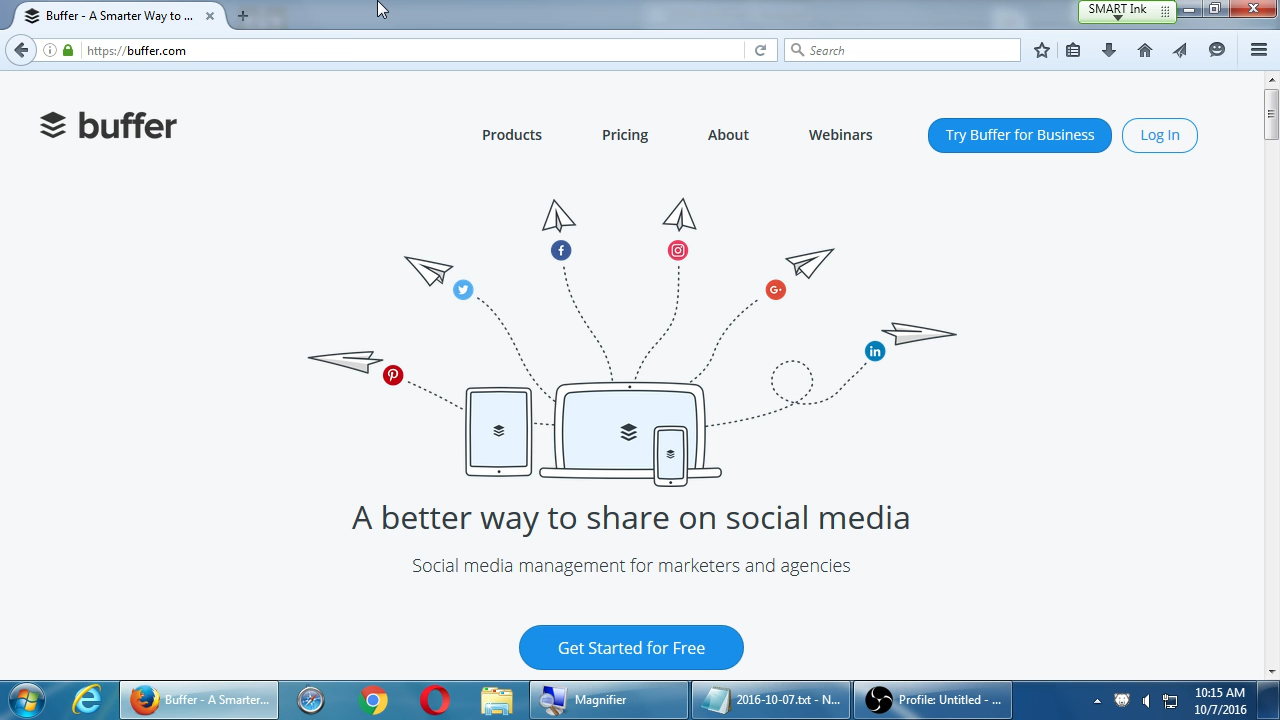 Buffer - A Smarter Way to ...
SMART Ink
https://buffer.com
Search
buffer
Products
Pricing
About
Webinars
Try Buffer for Business
Log In
A better way to share on social media
Social media management for marketers and agencies
Get Started for Free
Buffer - A Smarter...
Magnifier
2016-10-07.txt - N...
Profile: Untitled - ...
10:15 AM
10/7/2016